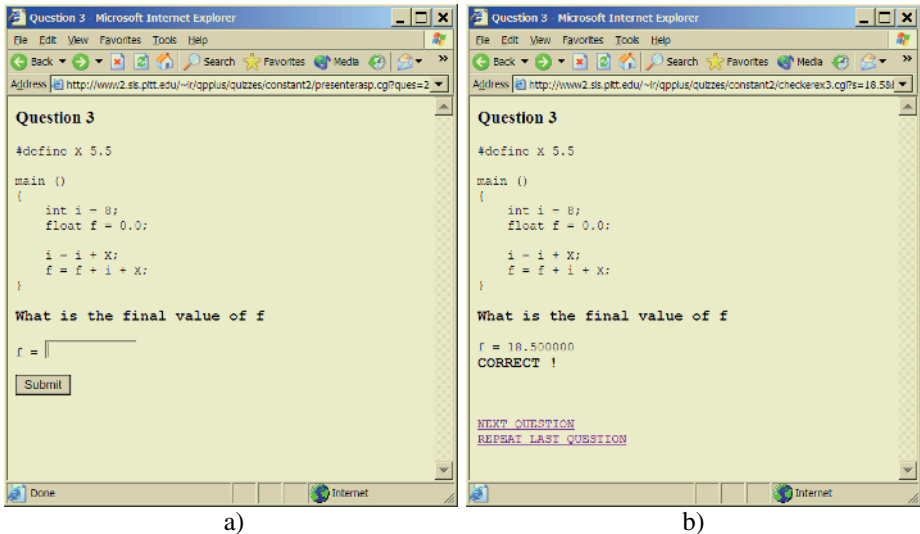 Question 3 - Microsoft Internet Explorer
File Edit View Favorites Tools Help
Back Search Favorites Media »
Address http://www2.sis.pitt.edu/~ir/qpplus/quizzes/constant2/presenterasp.cgi?ques=2
Question 3
#define X 5.5
main ()
{
int i = 8;
float f = 0.0;
i = i + X;
f = f + i + X;
}
What is the final value of f
f =
Submit
Done Internet
a)
Question 3 - Microsoft Internet Explorer
File Edit View Favorites Tools Help
Back Search Favorites Media »
Address http://www2.sis.pitt.edu/~ir/qpplus/quizzes/constant2/checkerex3.cgi?s=18.5&i
Question 3
#define X 5.5
main ()
{
int i = 8;
float f = 0.0;
i = i + X;
f = f + i + X;
}
What is the final value of f
f = 18.500000
CORRECT !
NEXT QUESTION
REPEAT LAST QUESTION
Internet
b)